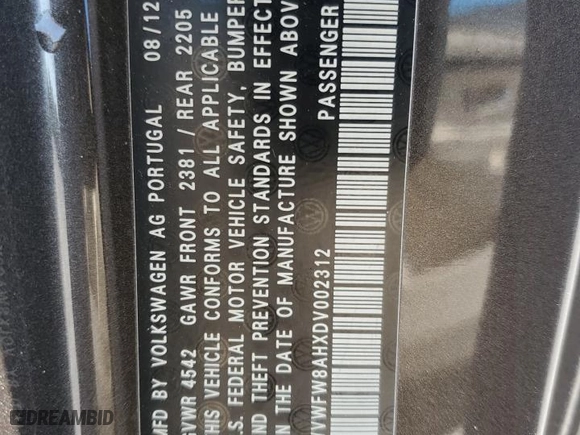 MFD BY VOLKSWAGEN AG PORTUGAL 08/12
GVWR 4542 GAWR FRONT 2381 / REAR 2205
THIS VEHICLE CONFORMS TO ALL APPLICABLE
U.S. FEDERAL MOTOR VEHICLE SAFETY, BUMPER
AND THEFT PREVENTION STANDARDS IN EFFECT
ON THE DATE OF MANUFACTURE SHOWN ABOVE
VWFW8AHXDV002312 PASSENGER
DREAMBID